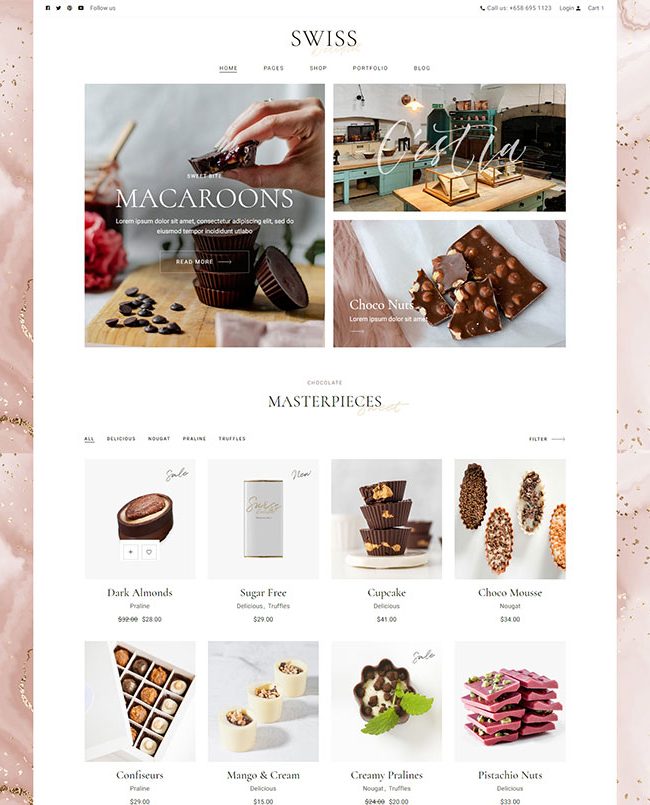 Follow us
Call us: +658 695 1123 Login Cart 1
SWISS
HOME PAGES SHOP PORTFOLIO BLOG
SWEET BITE
MACAROONS
Lorem ipsum dolor sit amet, consectetur adipiscing elit, sed do
eiusmod tempor incididunt utlabo
READ MORE
C'est la
Choco Nuts
Lorem ipsum dolor sit amet
CHOCOLATE
MASTERPIECES
Sweet
ALL DELICIOUS NOUGAT PRALINE TRUFFLES
FILTER
Sale
New
Swiss
Dark Almonds Sugar Free Cupcake Choco Mousse
Praline Delicious, Truffles Delicious Nougat
$32.00 $28.00 $29.00 $41.00 $34.00
Sale
Confiseurs Mango & Cream Creamy Pralines Pistachio Nuts
Praline Delicious Nougat, Truffles Delicious
$29.00 $15.00 $24.00 $20.00 $33.00